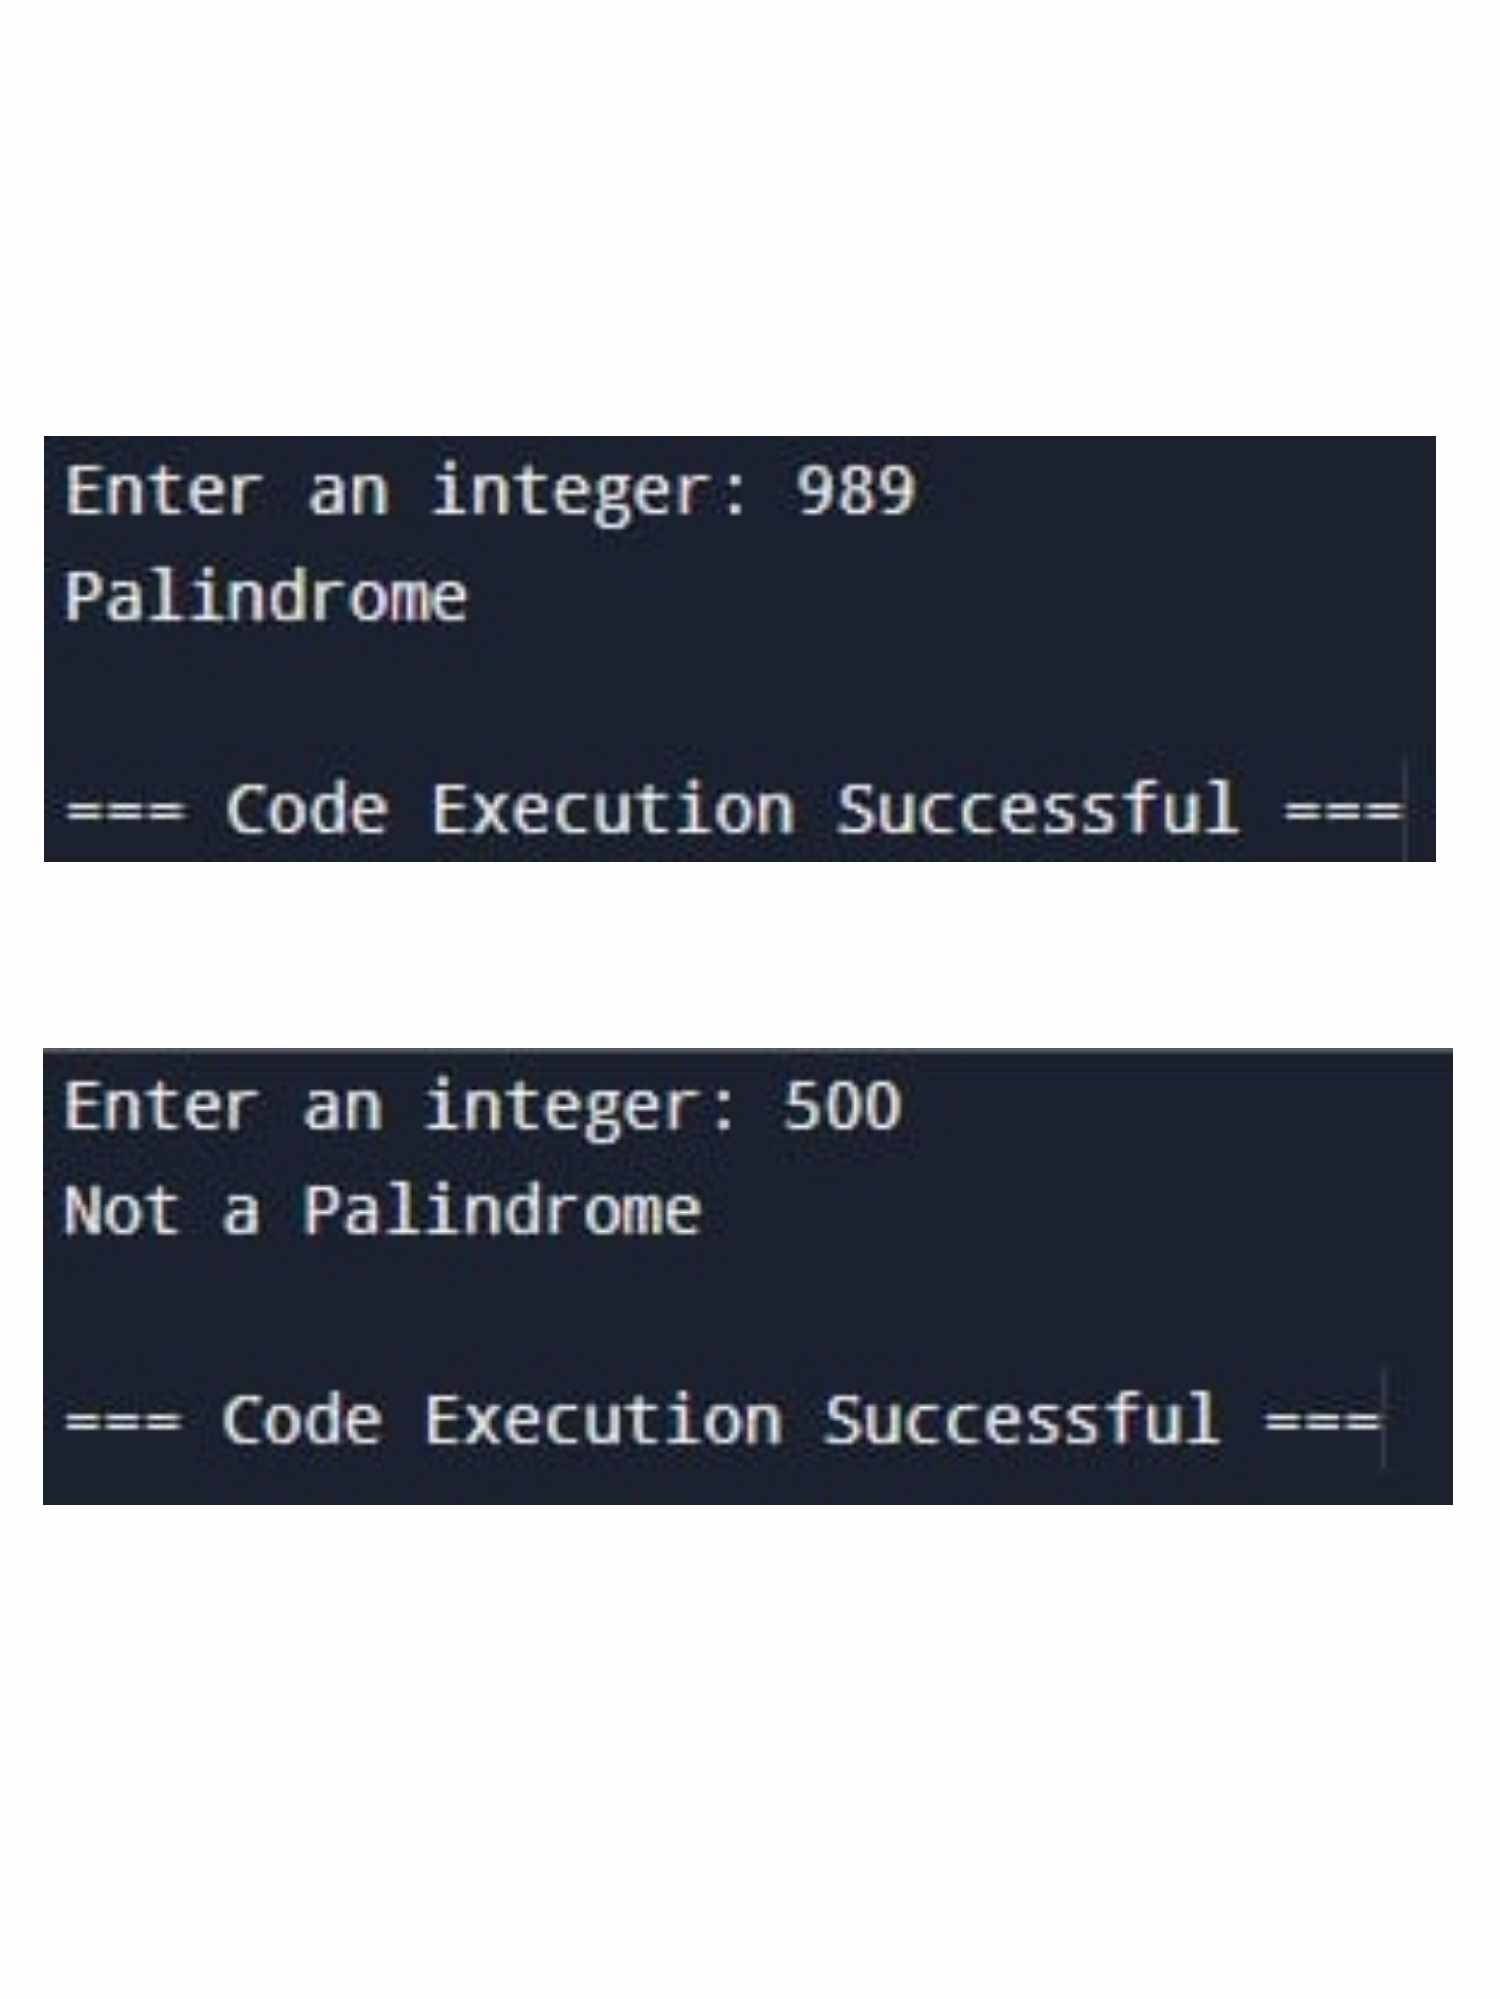 Enter an integer: 989
Palindrome
=== Code Execution Successful ===
Enter an integer: 500
Not a Palindrome
=== Code Execution Successful ===